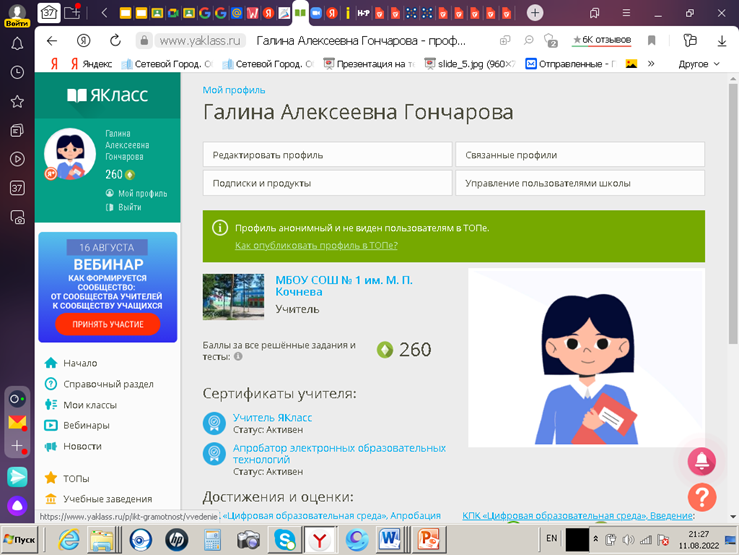 Войти
37
www.yaklass.ru
Галина Алексеевна Гончарова - проф...
6К отзывов
Яндекс
Сетевой Город. О
Сетевой Город. О
Презентация на те
slide_5.jpg (960×
Отправленные - П
Другое
ЯКласс
Галина
Алексеевна
Гончарова
260
Мой профиль
Выйти
16 АВГУСТА
ВЕБИНАР
КАК ФОРМИРУЕТСЯ
СООБЩЕСТВО:
ОТ СООБЩЕСТВА УЧИТЕЛЕЙ
К СООБЩЕСТВУ УЧАЩИХСЯ
ПРИНЯТЬ УЧАСТИЕ
Начало
Справочный раздел
Мои классы
Вебинары
Новости
ТОПы
Учебные заведения
Мой профиль
Галина Алексеевна Гончарова
Редактировать профиль
Связанные профили
Подписки и продукты
Управление пользователями школы
Профиль анонимный и не виден пользователям в ТОПе.
Как опубликовать профиль в ТОПе?
МБОУ СОШ № 1 им. М. П.
Кочнева
Учитель
Баллы за все решённые задания и
тесты:
260
Сертификаты учителя:
Учитель ЯКласс
Статус: Активен
Апробатор электронных образовательных
технологий
Статус: Активен
Достижения и оценки:
«Цифровая образовательная среда», Апробация
КПК «Цифровая образовательная среда», Введение:
https://www.yaklass.ru/p/ikt-gramotnost/vvedenie
Пуск
EN
21:27
11.08.2022